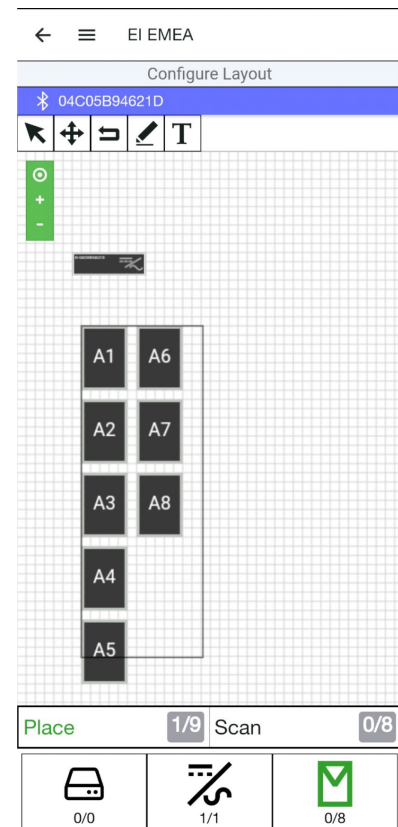 EI EMEA
Configure Layout
04C05B94621D
T
+
-
A1 A6
A2 A7
A3 A8
A4
A5
Place 1/9 Scan 0/8
0/0 1/1 0/8